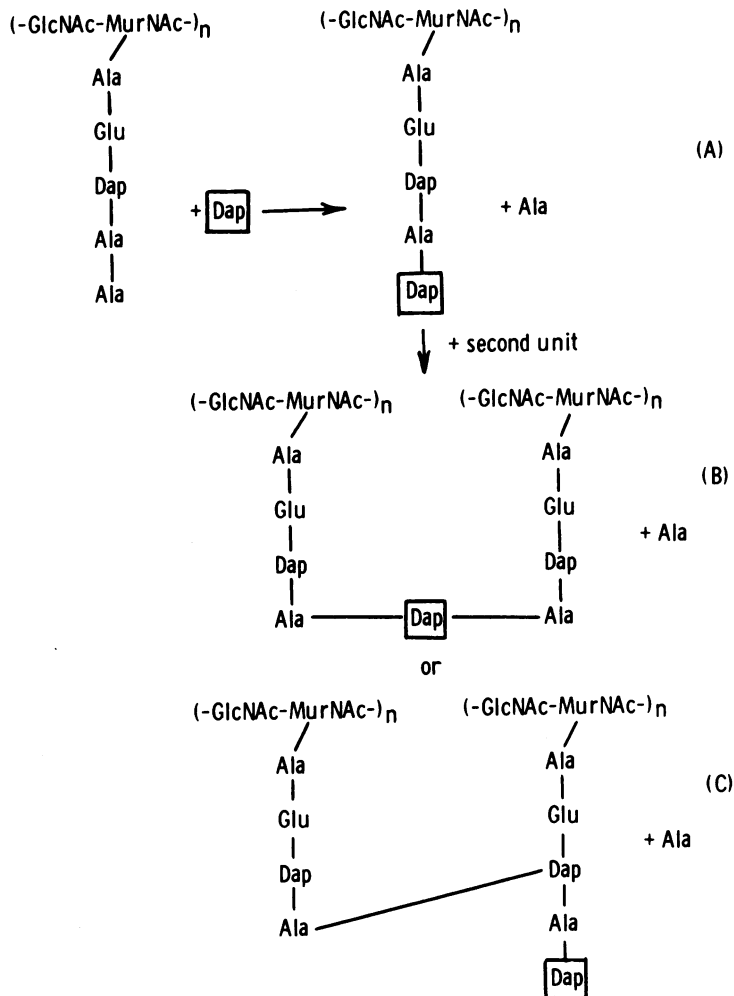 (-GlcNAc-MurNAc-)n (-GlcNAc-MurNAc-)n
Ala Ala
Glu Glu
(A)
Dap Dap
+ Dap + Ala
Ala Ala
Ala Dap
+ second unit
(-GlcNAc-MurNAc-)n (-GlcNAc-MurNAc-)n
Ala Ala
(B)
Glu Glu
+ Ala
Dap Dap
Ala Dap Ala
or
(-GlcNAc-MurNAc-)n (-GlcNAc-MurNAc-)n
Ala Ala
(C)
Glu Glu
+ Ala
Dap Dap
Ala Ala
Dap